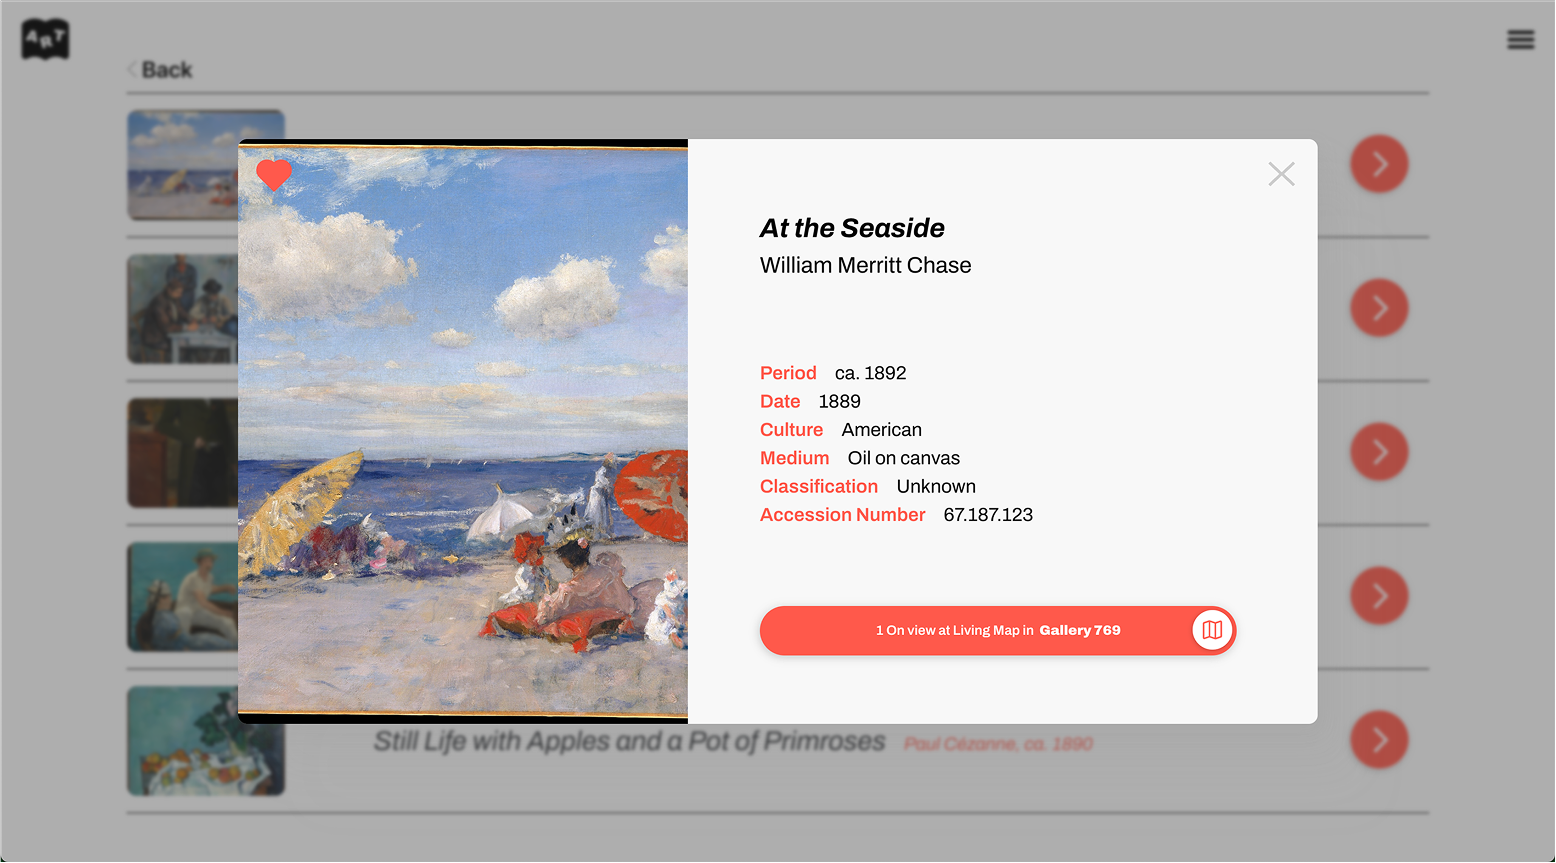 ART
Back
At the Seaside
William Merritt Chase
Period ca. 1892
Date 1889
Culture American
Medium Oil on canvas
Classification Unknown
Accession Number 67.187.123
1 On view at Living Map in Gallery 769
Still Life with Apples and a Pot of Primroses Paul Cézanne, ca. 1890